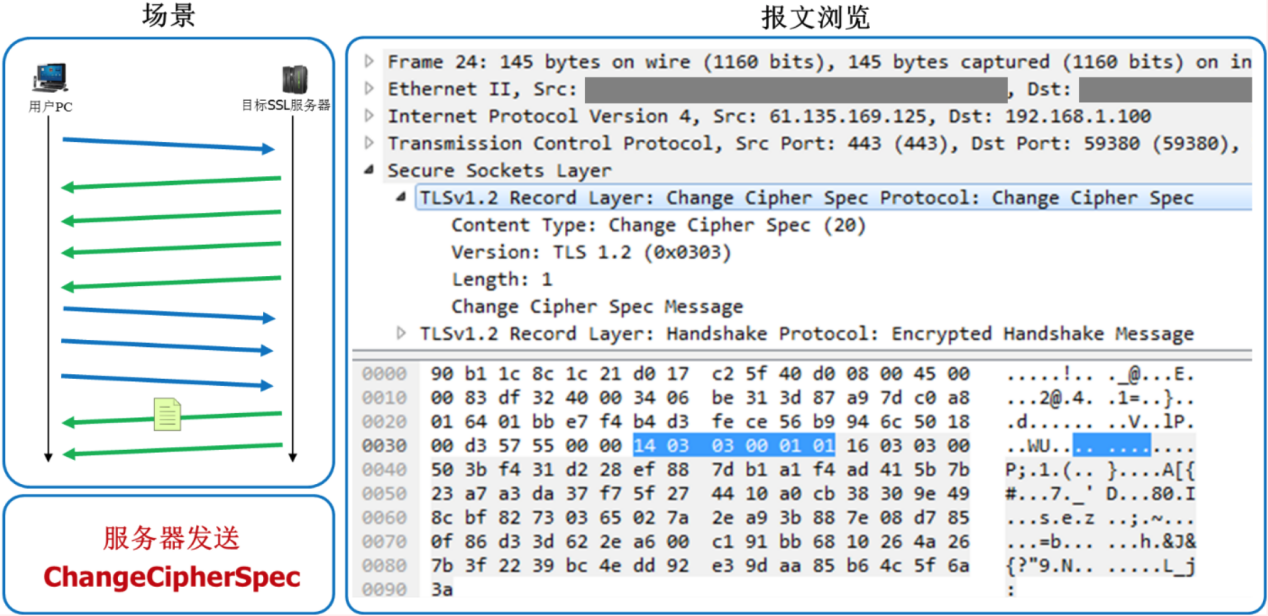 场景
用户PC
目标SSL服务器
服务器发送
ChangeCipherSpec
报文浏览
Frame 24: 145 bytes on wire (1160 bits), 145 bytes captured (1160 bits) on in
Ethernet II, Src: , Dst:
Internet Protocol Version 4, Src: 61.135.169.125, Dst: 192.168.1.100
Transmission Control Protocol, Src Port: 443 (443), Dst Port: 59380 (59380),
Secure Sockets Layer
TLSv1.2 Record Layer: Change Cipher Spec Protocol: Change Cipher Spec
Content Type: Change Cipher Spec (20)
Version: TLS 1.2 (0x0303)
Length: 1
Change Cipher Spec Message
TLSv1.2 Record Layer: Handshake Protocol: Encrypted Handshake Message
0000 90 b1 1c 8c 1c 21 d0 17 c2 5f 40 d0 08 00 45 00 .....!.. ._@...E.
0010 00 83 df 32 40 00 34 06 be 31 3d 87 a9 7d c0 a8 ...2@.4. .1=..}..
0020 01 64 01 bb e7 f4 b4 d3 fe ce 56 b9 94 6c 50 18 .d...... ..V..lP.
0030 00 d3 57 55 00 00 14 03 03 00 01 01 16 03 03 00 ..WU.... ........
0040 50 3b f4 31 d2 28 ef 88 7d b1 a1 f4 ad 41 5b 7b P;.1.(.. }....A[{
0050 23 a7 a3 da 37 f7 5f 27 44 10 a0 cb 38 30 9e 49 #...7._' D...80.I
0060 8c bf 82 73 03 65 02 7a 2e a9 3b 88 7e 08 d7 85 ...s.e.z ..;.~...
0070 0f 86 d3 3d 62 2e a6 00 c1 91 bb 68 10 26 4a 26 ...=b... ...h.&J&
0080 7b 3f 22 39 bc 4e dd 92 e3 9d aa 85 b6 4c 5f 6a {?"9.N.. .....L_j
0090 3a :